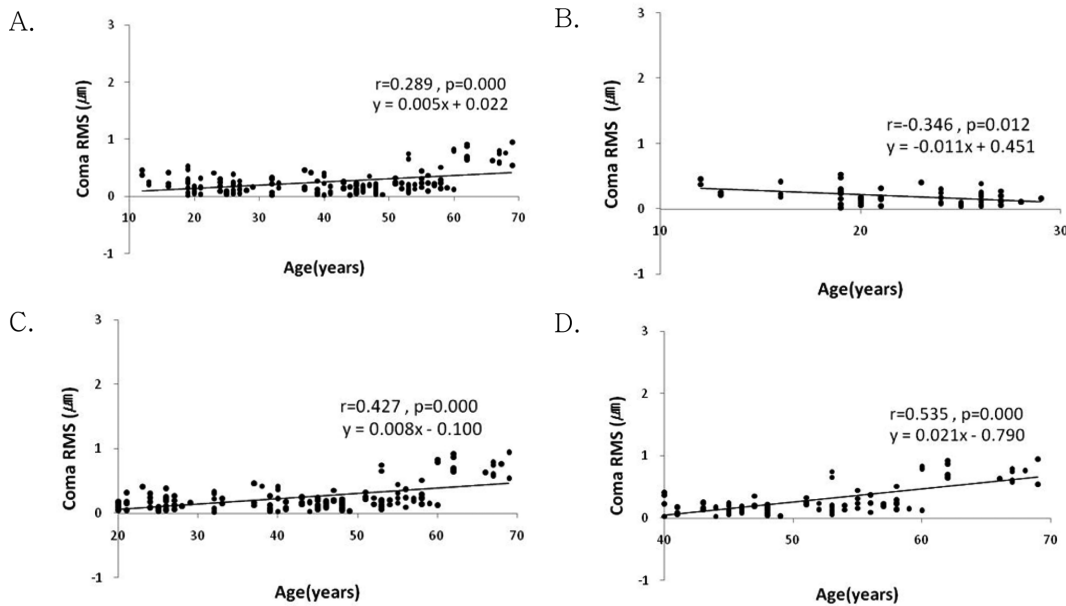 A.
3
2
1
0
-1
Coma RMS (㎛)
r=0.289 , p=0.000
y = 0.005x + 0.022
10 20 30 40 50 60 70
Age(years)
B.
3
2
1
0
-1
Coma RMS (㎛)
r=-0.346 , p=0.012
y = -0.011x + 0.451
10 20 30
Age(years)
C.
3
2
1
0
-1
Coma RMS (㎛)
r=0.427 , p=0.000
y = 0.008x - 0.100
20 30 40 50 60 70
Age(years)
D.
3
2
1
0
-1
Coma RMS (㎛)
r=0.535 , p=0.000
y = 0.021x - 0.790
40 50 60 70
Age(years)